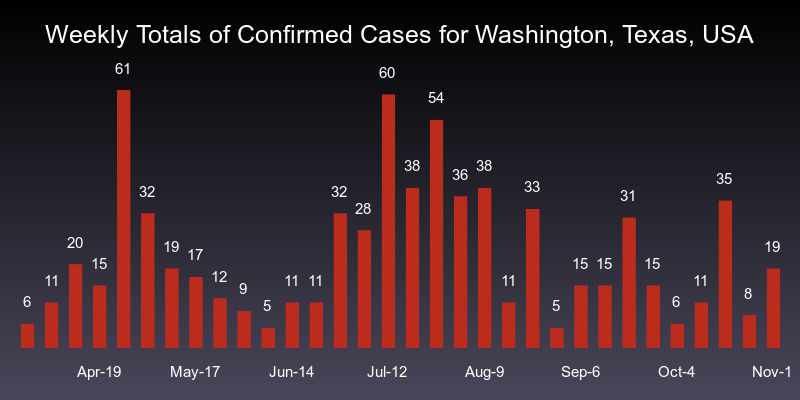 Weekly Totals of Confirmed Cases for Washington, Texas, USA
6 11 20 15 61 32 19 17 12 9 5 11 11 32 28 60 38 54 36 38 11 33 5 15 15 31 15 6 11 35 8 19
Apr-19 May-17 Jun-14 Jul-12 Aug-9 Sep-6 Oct-4 Nov-1